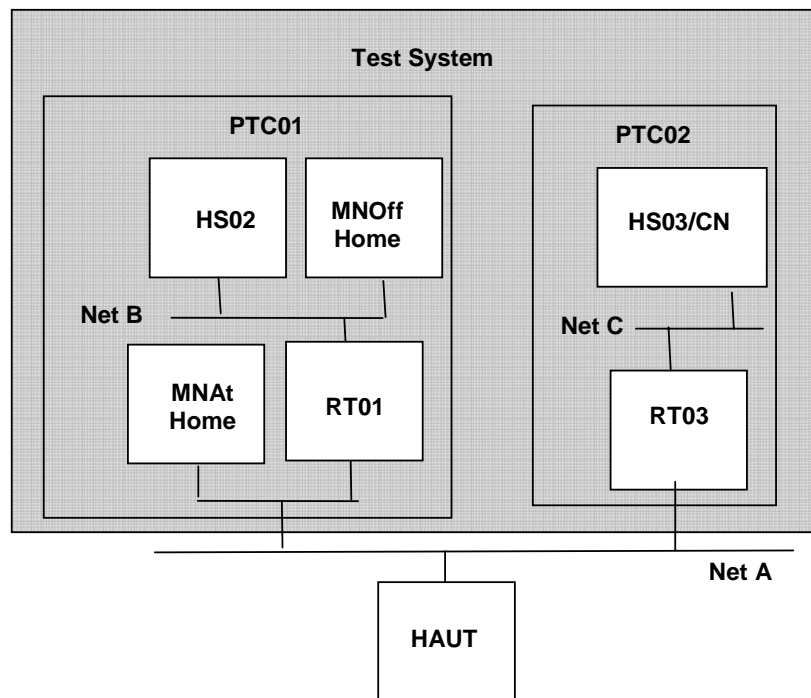 Test System
PTC01
PTC02
HS02
MNOff
Home
HS03/CN
Net B
Net C
MNAt
Home
RT01
RT03
Net A
HAUT